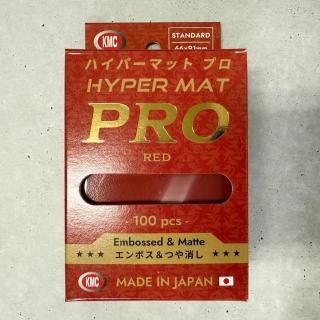 KMC
STANDARD
66x91mm
ハイパーマット プロ
HYPER MAT
PRO
RED
- 100 pcs -
Embossed & Matte
★★★ エンボス&つや消し ★★★
KMC
MADE IN JAPAN